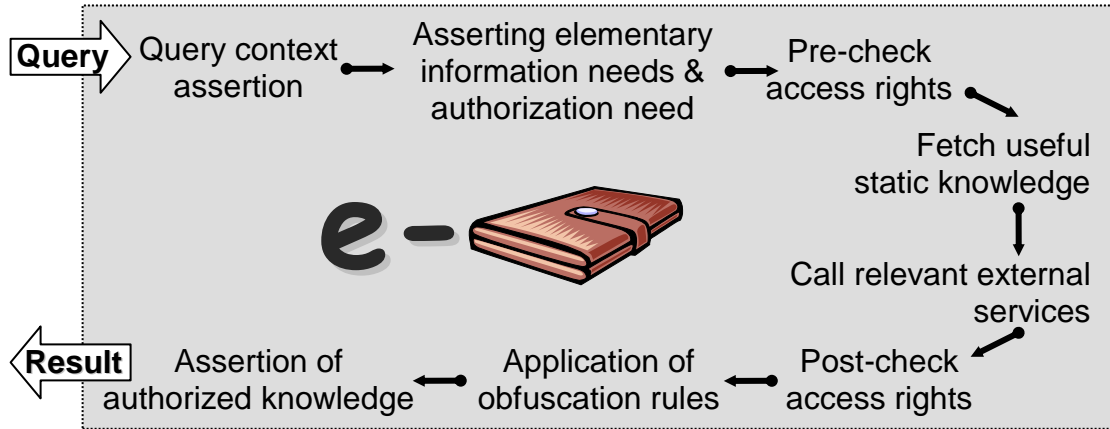 Query
Query context
assertion
Asserting elementary
information needs &
authorization need
Pre-check
access rights
Fetch useful
static knowledge
Call relevant external
services
Post-check
access rights
Application of
obfuscation rules
Assertion of
authorized knowledge
Result
e-